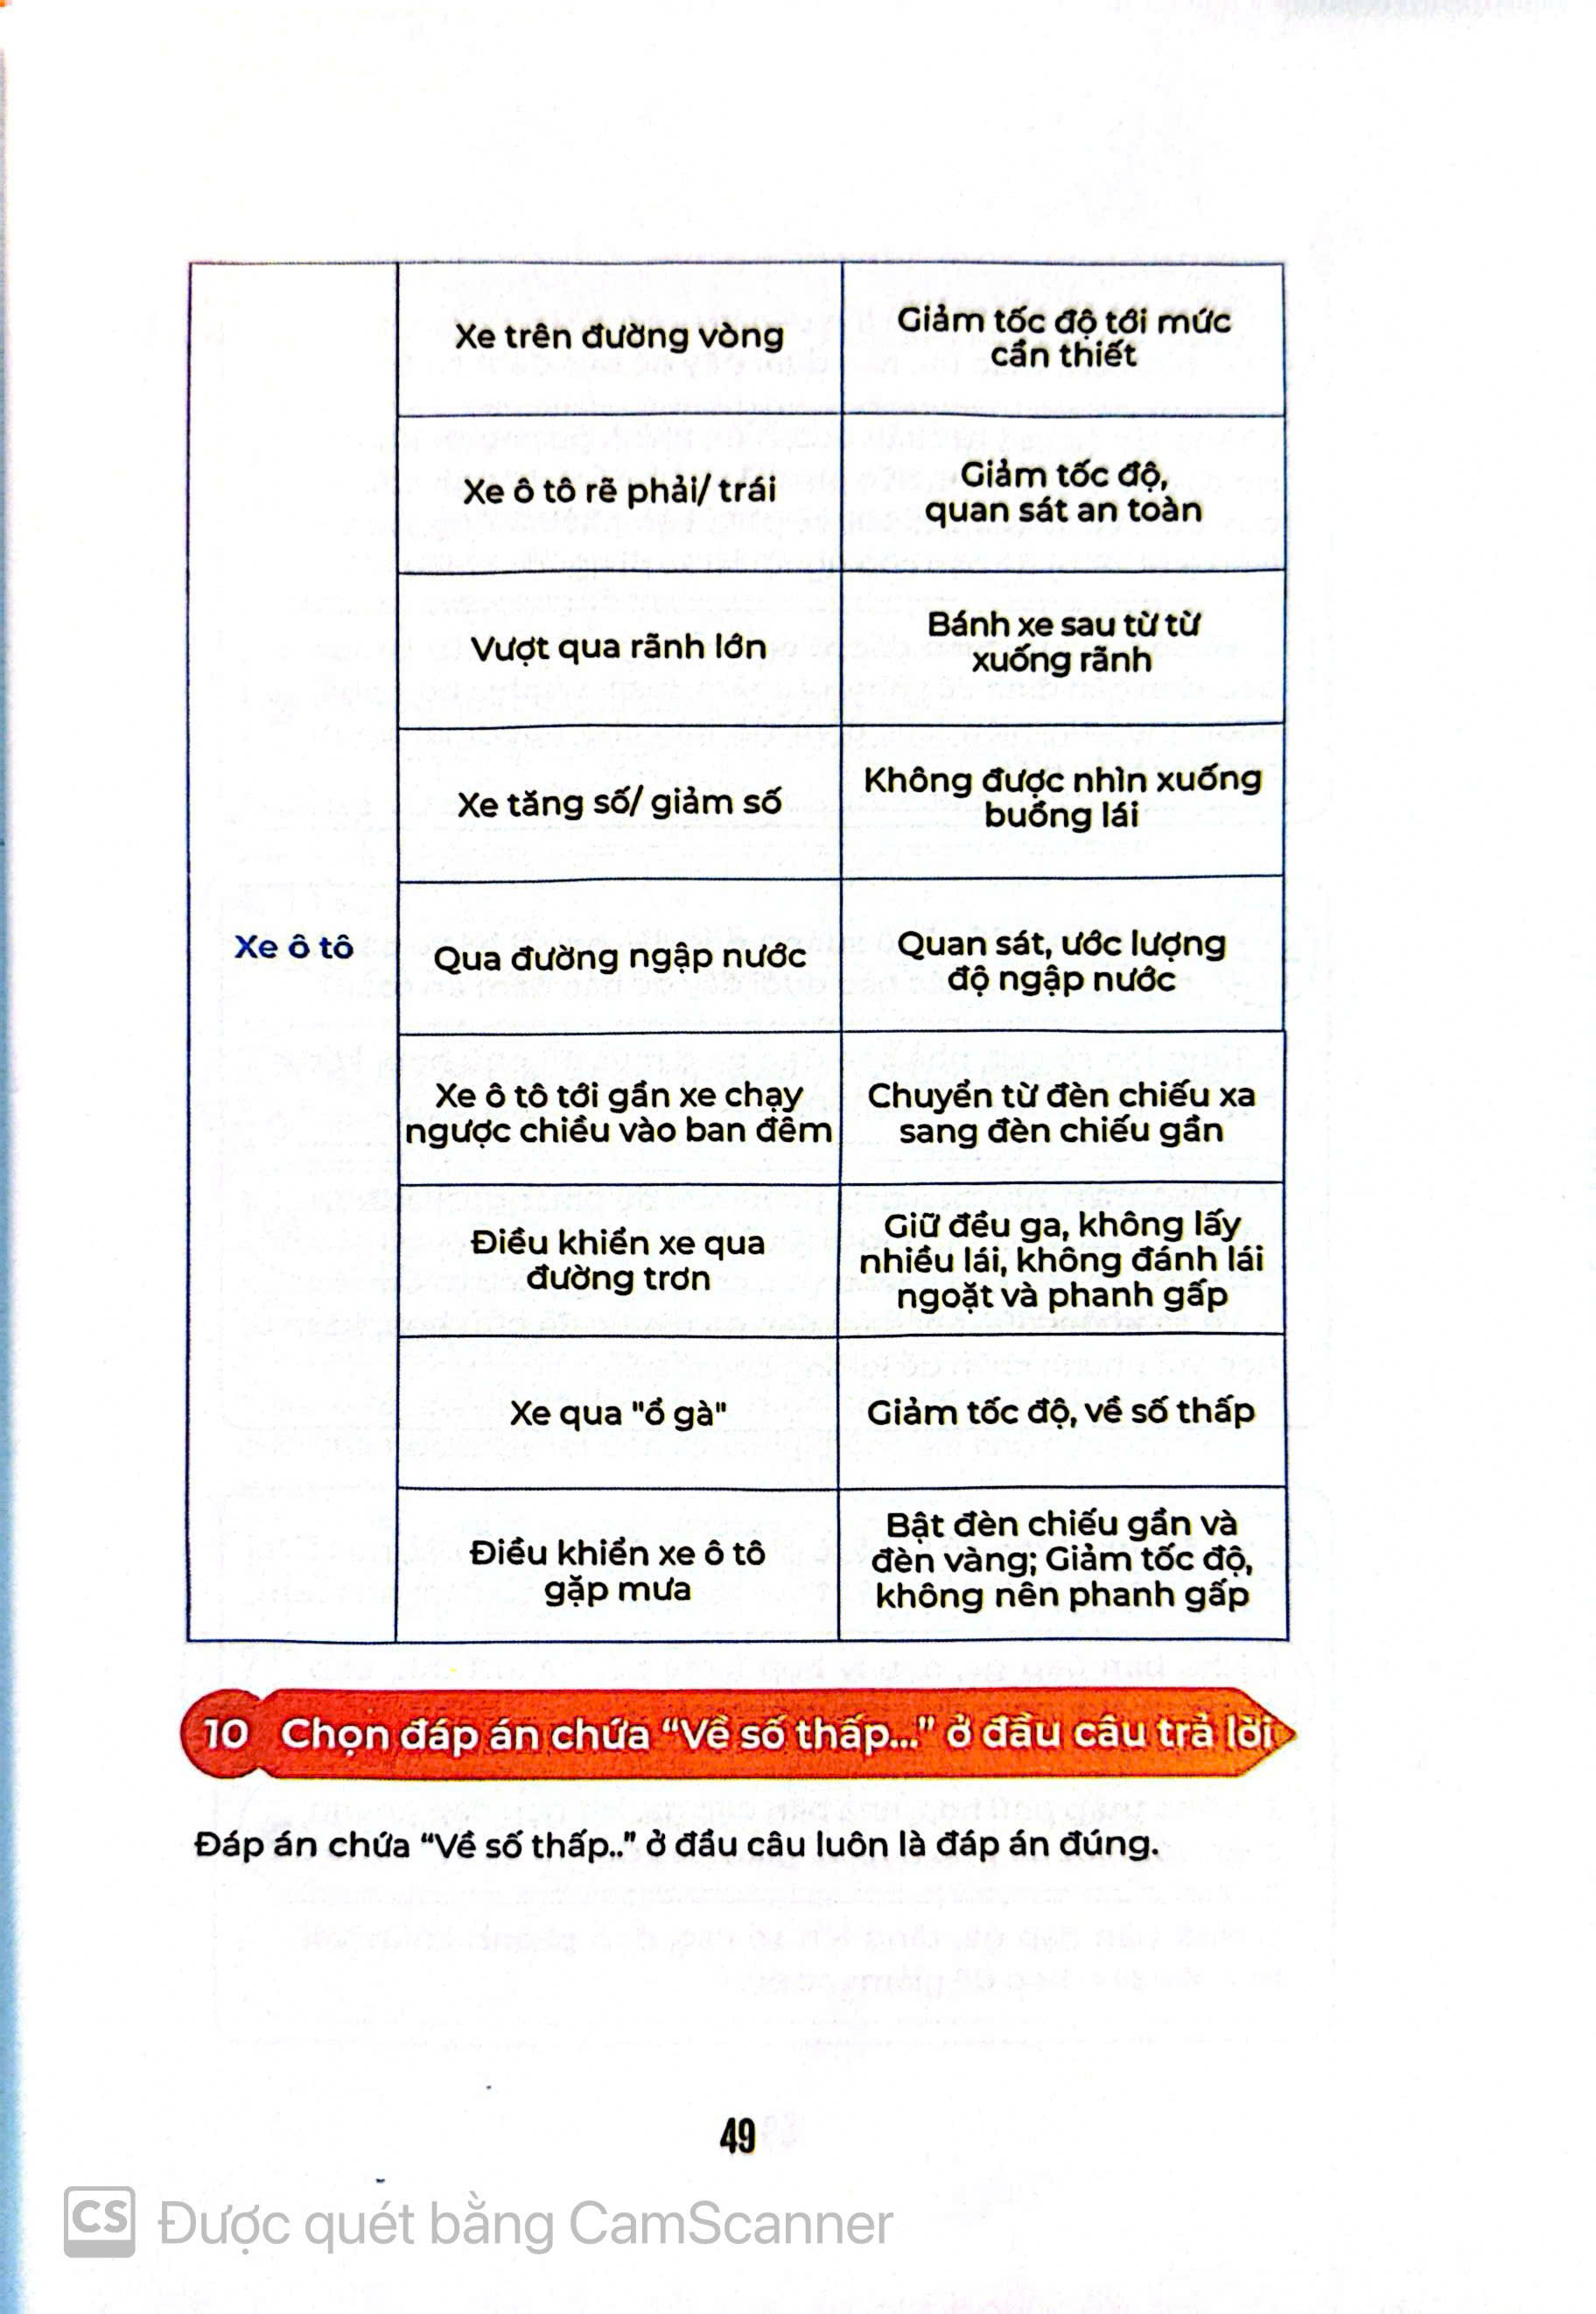 Xe ô tô
Xe trên đường vòng
Giảm tốc độ tới mức
cần thiết
Xe ô tô rẽ phải/ trái
Giảm tốc độ,
quan sát an toàn
Vượt qua rãnh lớn
Bánh xe sau từ từ
xuống rãnh
Xe tăng số/ giảm số
Không được nhìn xuống
buồng lái
Qua đường ngập nước
Quan sát, ước lượng
độ ngập nước
Xe ô tô tới gần xe chạy
ngược chiều vào ban đêm
Chuyển từ đèn chiếu xa
sang đèn chiếu gần
Điều khiển xe qua
đường trơn
Giữ đều ga, không lấy
nhiều lái, không đánh lái
ngoặt và phanh gấp
Xe qua "ổ gà"
Giảm tốc độ, về số thấp
Điều khiển xe ô tô
gặp mưa
Bật đèn chiếu gần và
đèn vàng; Giảm tốc độ,
không nên phanh gấp
10 Chọn đáp án chứa “Về số thấp...” ở đầu câu trả lời
Đáp án chứa “Về số thấp..” ở đầu câu luôn là đáp án đúng.
49
CS Được quét bằng CamScanner